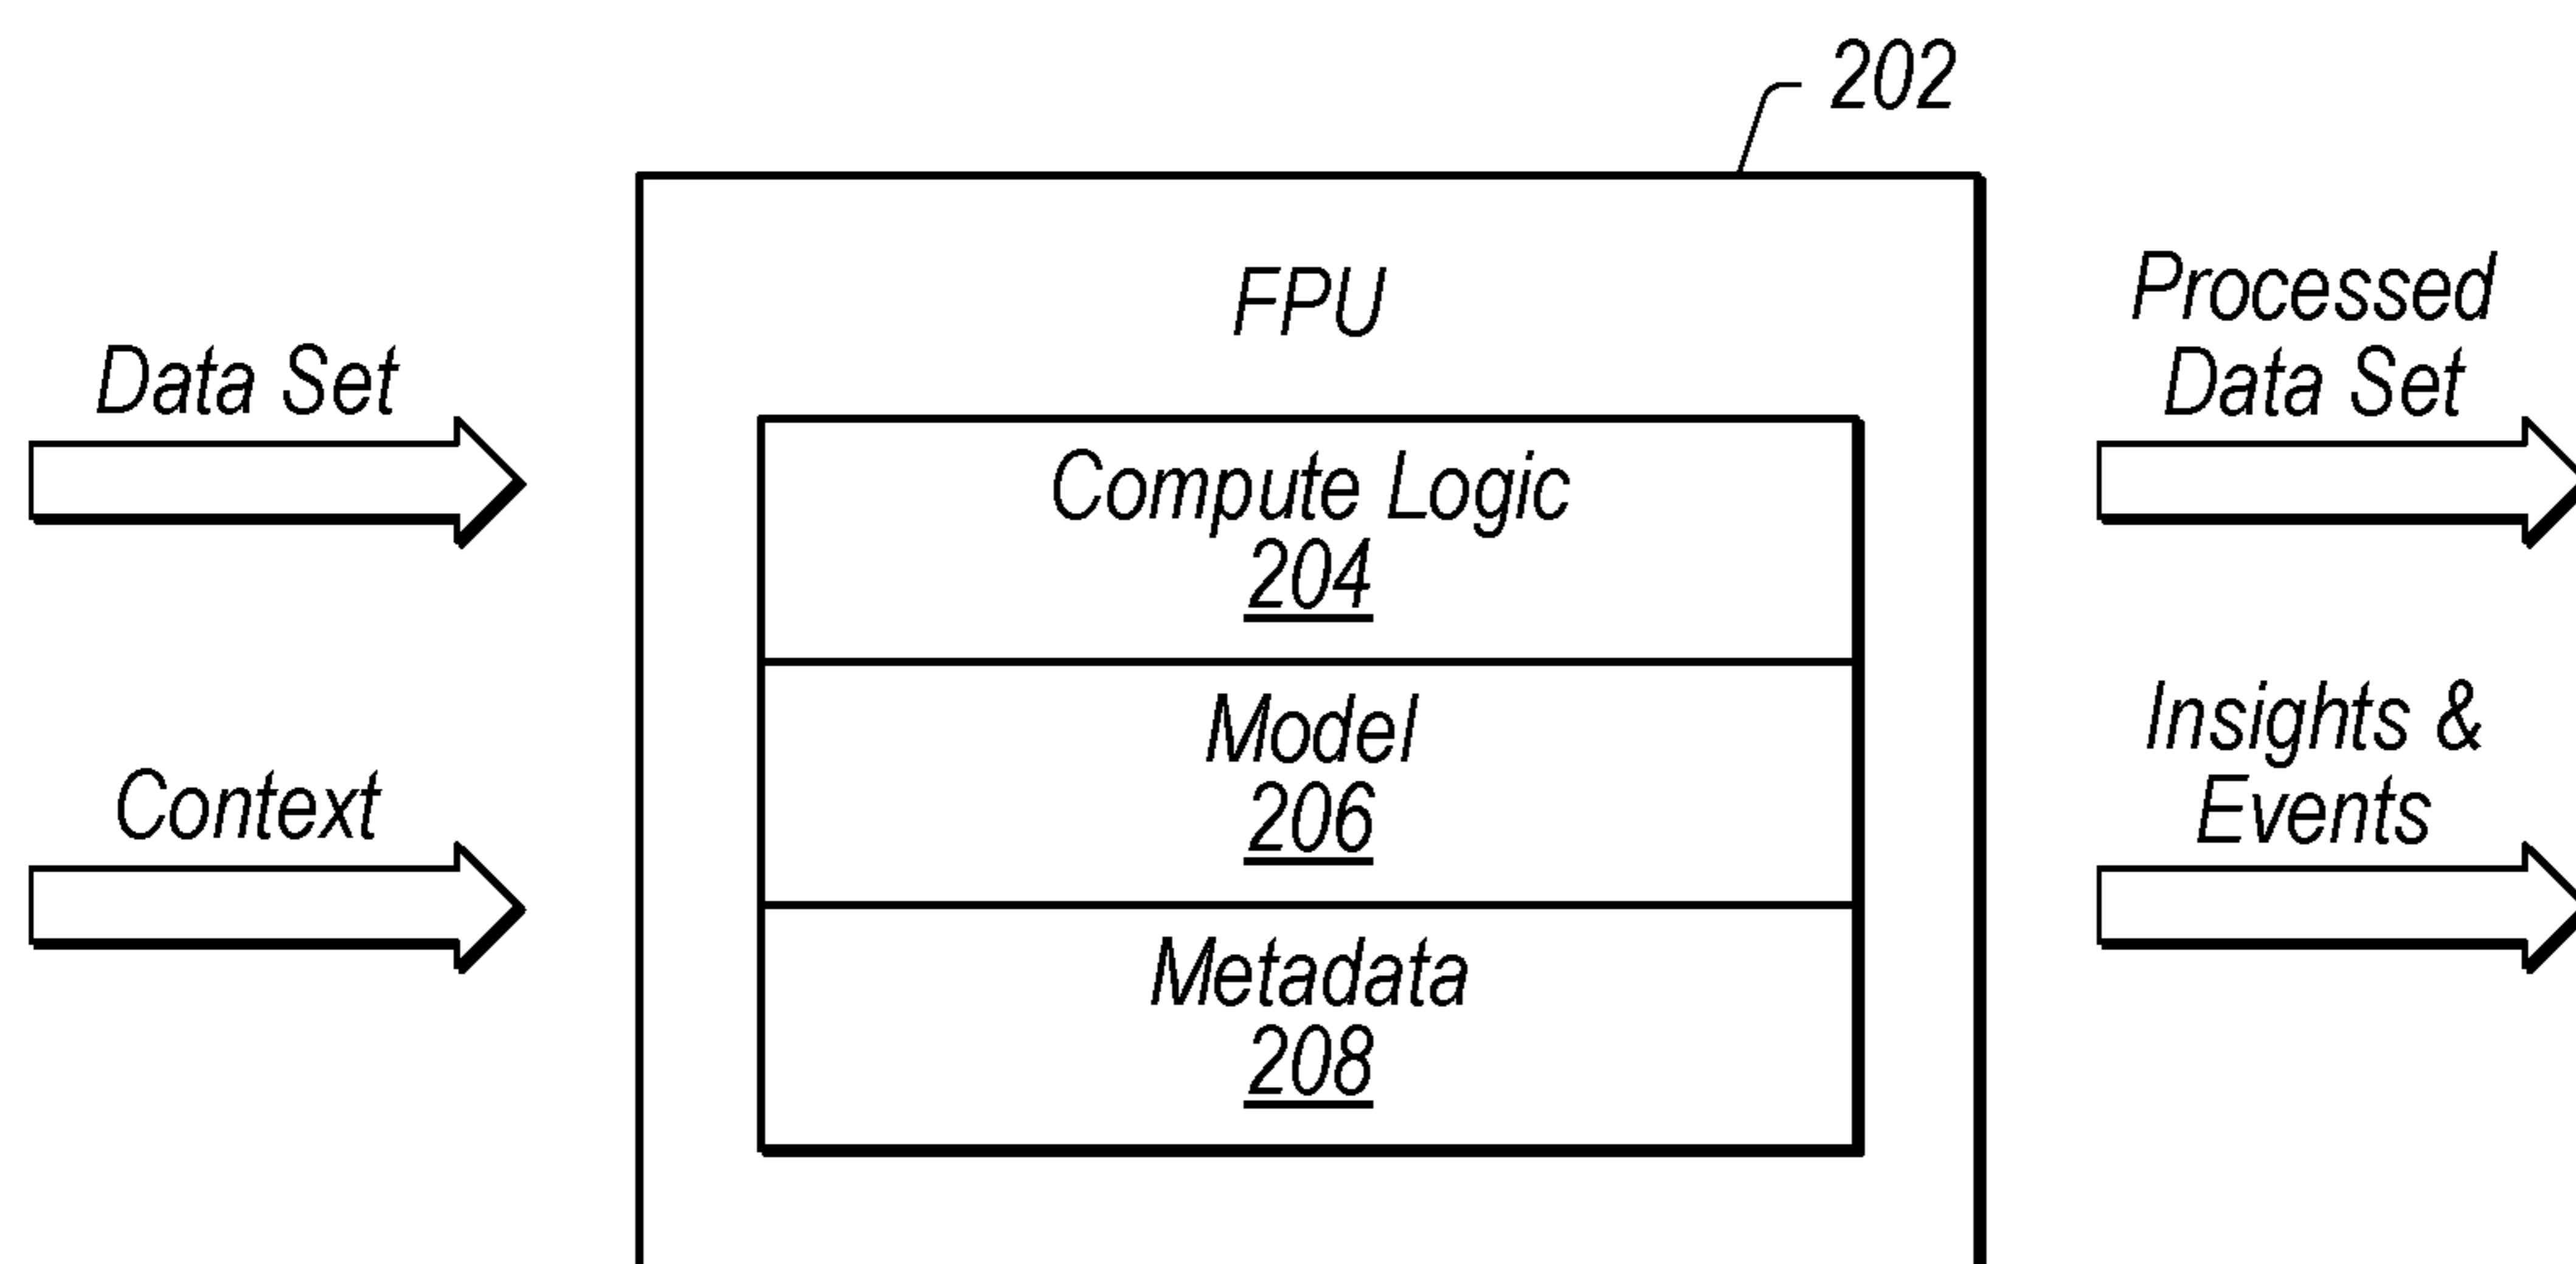 202
FPU
Data Set
Context
Compute Logic
204
Model
206
Metadata
208
Processed
Data Set
Insights &
Events